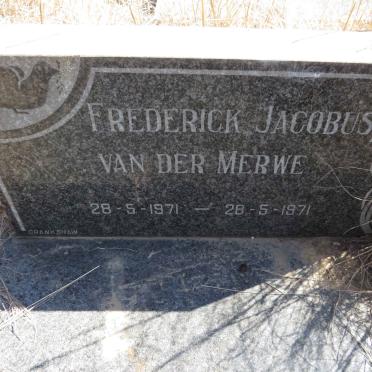 FREDERICK JACOBUS
VAN DER MERWE
28-5-1971 — 28-5-1971
CRANKSHAW